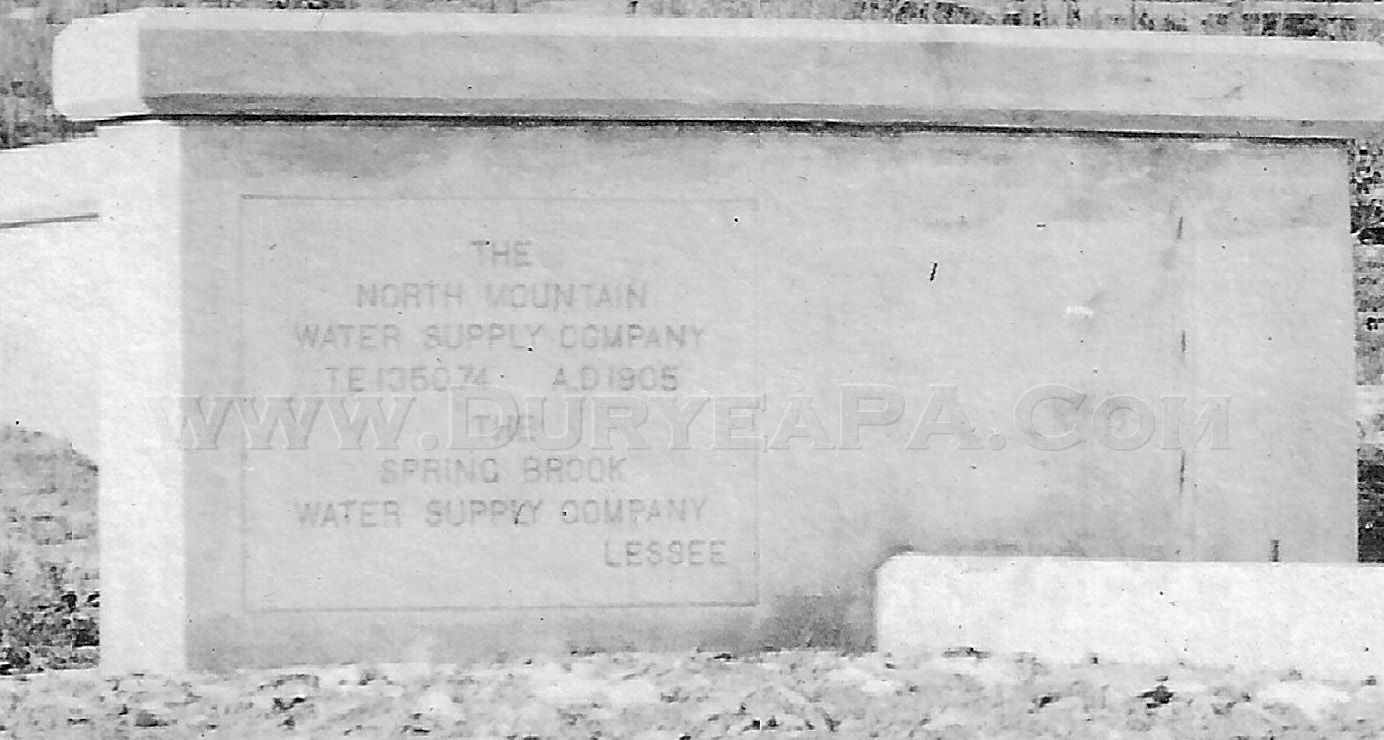 THE
NORTH MOUNTAIN
WATER SUPPLY COMPANY
T.E.1350.74 A.D.1905
www.DuryeaPA.Com
THE
SPRING BROOK
WATER SUPPLY COMPANY
LESSEE